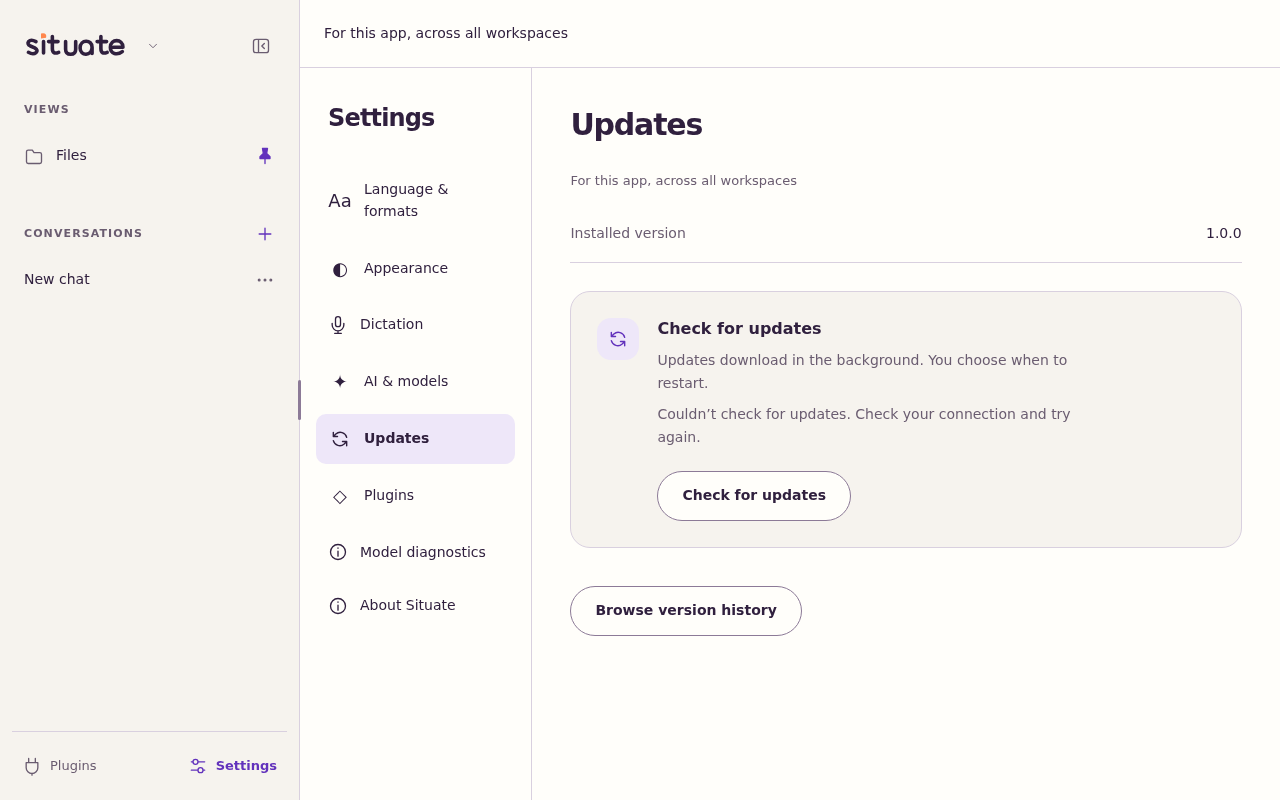 situate
For this app, across all workspaces
VIEWS
Files
CONVERSATIONS
New chat
Plugins
Settings
Settings
Aa
Language &
formats
Appearance
Dictation
AI & models
Updates
Plugins
Model diagnostics
About Situate
Updates
For this app, across all workspaces
Installed version
1.0.0
Check for updates
Updates download in the background. You choose when to
restart.
Couldn’t check for updates. Check your connection and try
again.
Check for updates
Browse version history